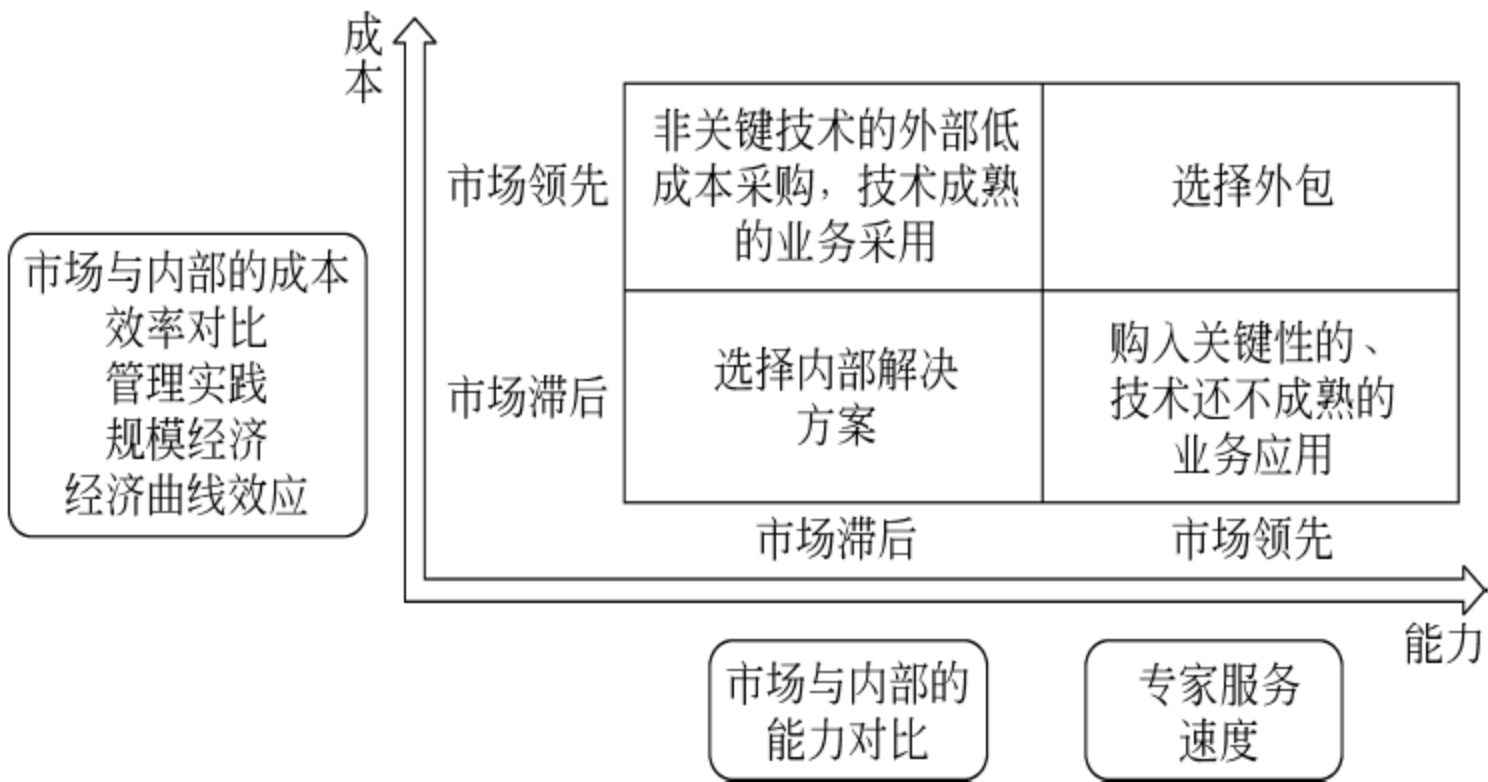 成
本
市场领先
非关键技术的外部低
成本采购，技术成熟
的业务采用
选择外包
市场与内部的成本
效率对比
管理实践
规模经济
经济曲线效应
市场滞后
选择内部解决
方案
购入关键性的、
技术还不成熟的
业务应用
市场滞后
市场领先
能力
市场与内部的
能力对比
专家服务
速度